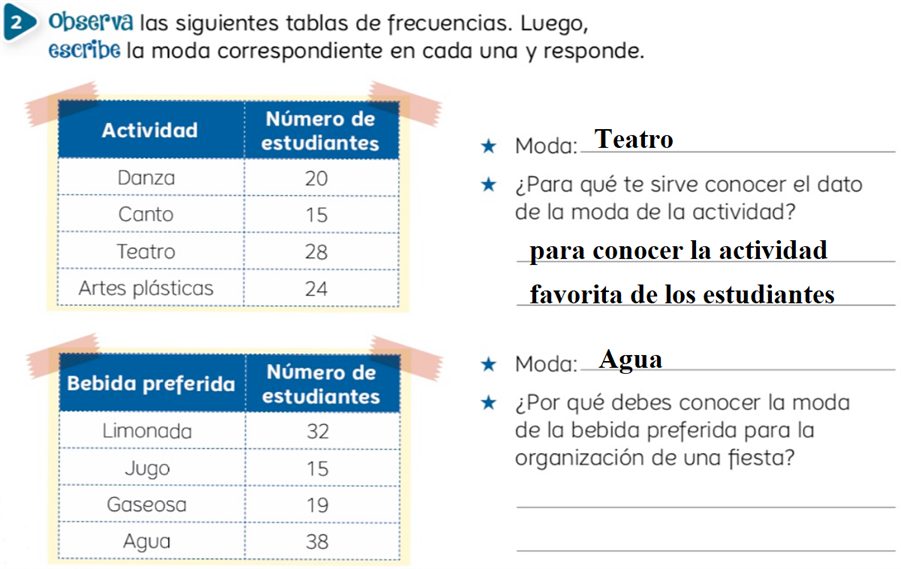 2 Observa las siguientes tablas de frecuencias. Luego,
escribe la moda correspondiente en cada una y responde.
Actividad Número de estudiantes
Danza 20
Canto 15
Teatro 28
Artes plásticas 24
★ Moda: Teatro
★ ¿Para qué te sirve conocer el dato
de la moda de la actividad?
para conocer la actividad
favorita de los estudiantes
Bebida preferida Número de estudiantes
Limonada 32
Jugo 15
Gaseosa 19
Agua 38
★ Moda: Agua
★ ¿Por qué debes conocer la moda
de la bebida preferida para la
organización de una fiesta?